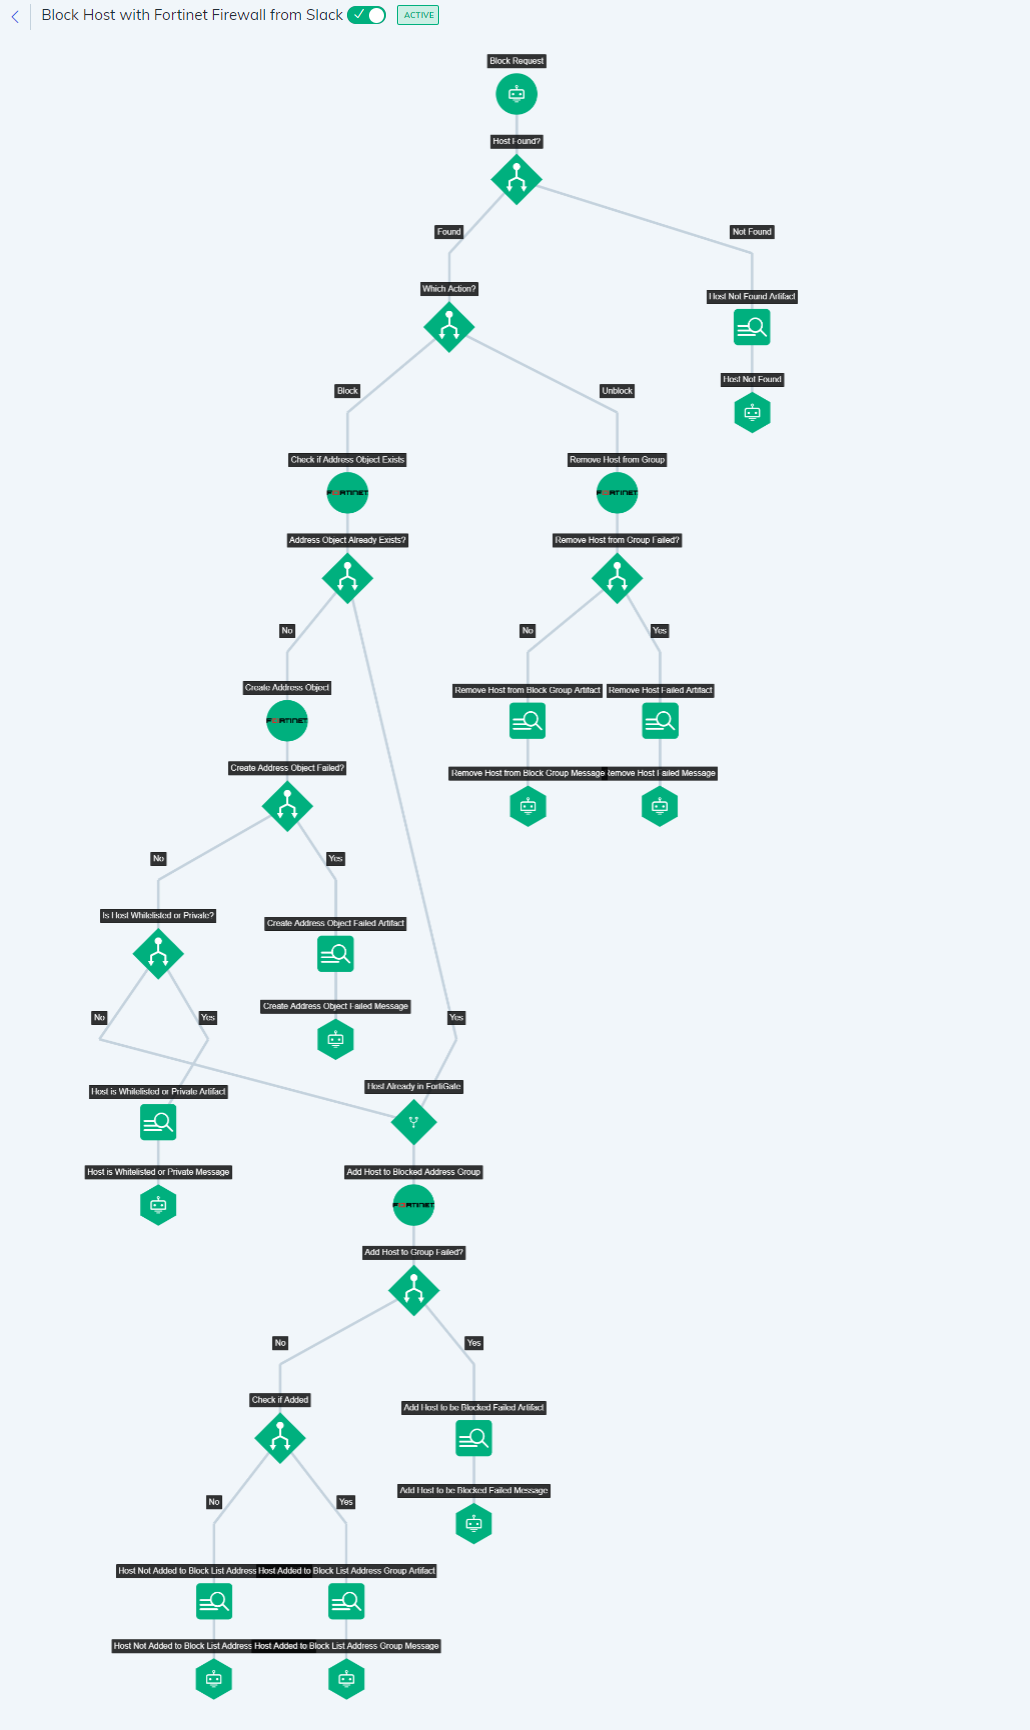 Block Host with Fortinet Firewall from Slack
ACTIVE
Block Request
Host Found?
Found
Not Found
Which Action?
Host Not Found Artifact
Host Not Found
Block
Unblock
Check if Address Object Exists
Remove Host from Group
FORTINET
FORTINET
Address Object Already Exists?
Remove Host from Group Failed?
No
No
Yes
Create Address Object
Remove Host from Block Group Artifact
Remove Host Failed Artifact
FORTINET
Create Address Object Failed?
Remove Host from Block Group Message
Remove Host Failed Message
No
Yes
Is Host Whitelisted or Private?
Create Address Object Failed Artifact
Create Address Object Failed Message
No
Yes
Yes
Host is Whitelisted or Private Artifact
Host Already in FortiGate
Host is Whitelisted or Private Message
Add Host to Blocked Address Group
FORTINET
Add Host to Group Failed?
No
Yes
Check if Added
Add Host to be Blocked Failed Artifact
Add Host to be Blocked Failed Message
No
Yes
Host Not Added to Block List Address
Host Added to Block List Address Group Artifact
Host Not Added to Block List Address
Host Added to Block List Address Group Message